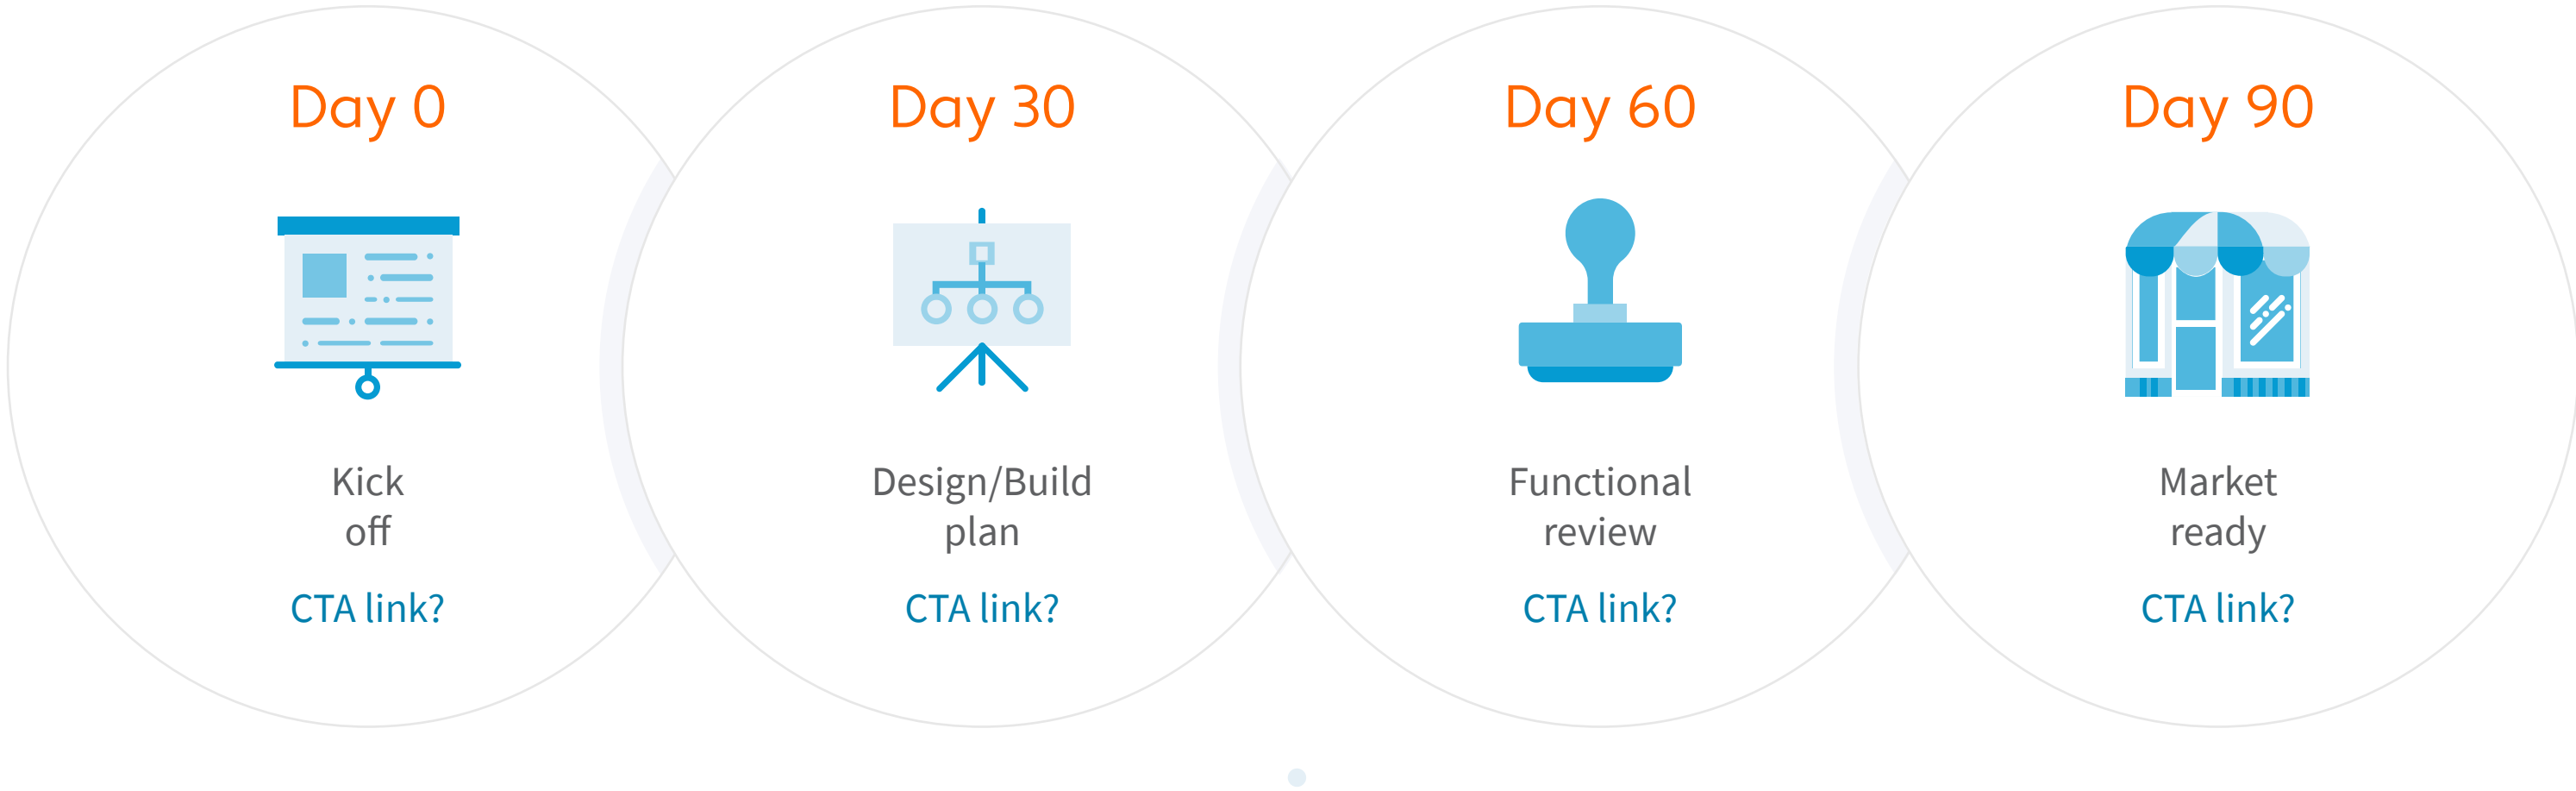 Day 0
Kick
off
CTA link?
Day 30
Design/Build
plan
CTA link?
Day 60
Functional
review
CTA link?
Day 90
Market
ready
CTA link?